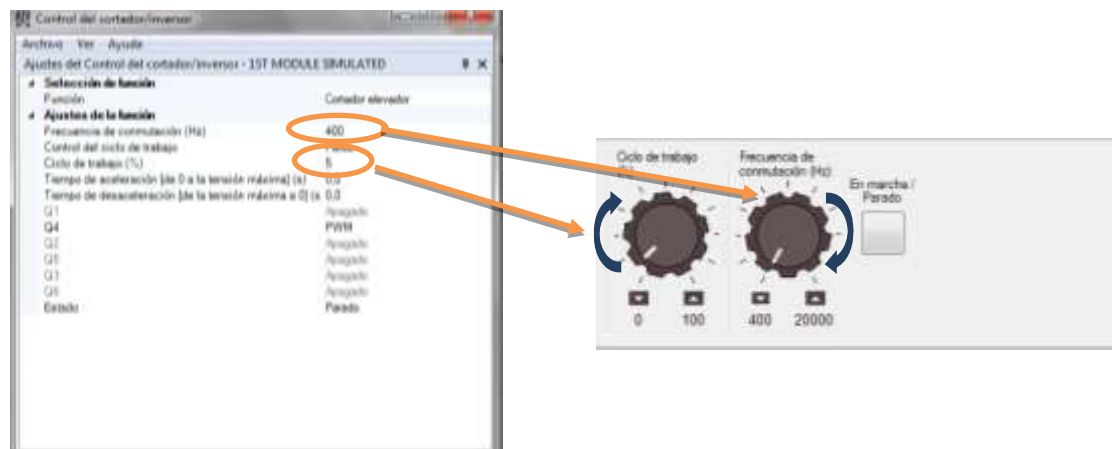 Control del cortador/inversor
Archivo Ver Ayuda
Ajustes del Control del cortador/inversor - 1ST MODULE SIMULATED
Selección de función
Función Cortador elevador
Ajustes de la función
Frecuencia de conmutación (Hz) 400
Control del ciclo de trabajo
Ciclo de trabajo (%) 5
Tiempo de aceleración [de 0 a la tensión máxima] (s) 0,0
Tiempo de desaceleración [de la tensión máxima a 0] (s 0,0
Q1 Apagado
Q4 PWM
Q2 Apagado
Q5 Apagado
Q3 Apagado
Q6 Apagado
Estado Parado
Ciclo de trabajo
(%)
0 100
Frecuencia de
conmutación (Hz)
400 20000
En marcha /
Parado